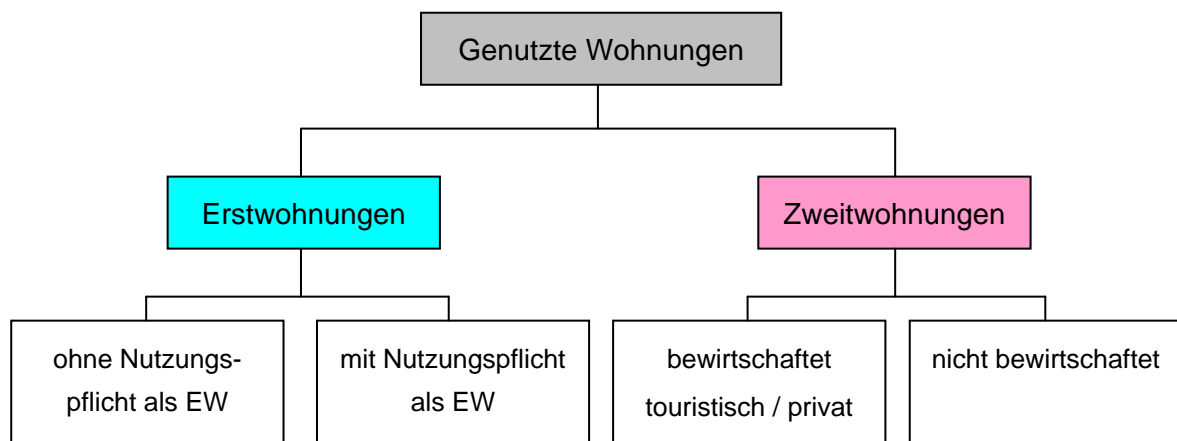 Genutzte Wohnungen
Erstwohnungen
Zweitwohnungen
ohne Nutzungs-
pflicht als EW
mit Nutzungspflicht
als EW
bewirtschaftet
touristisch / privat
nicht bewirtschaftet